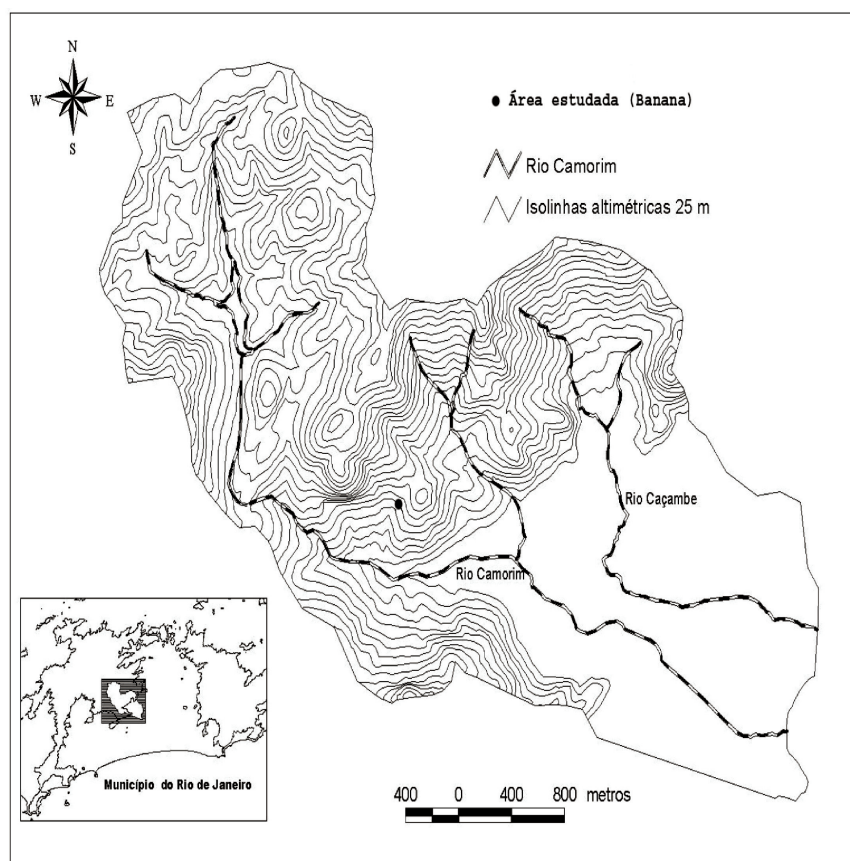 N
W E
S
Área estudada (Banana)
Rio Camorim
Isolinhas altimétricas 25 m
Rio Caçambe
Rio Camorim
Município do Rio de Janeiro
400 0 400 800 metros